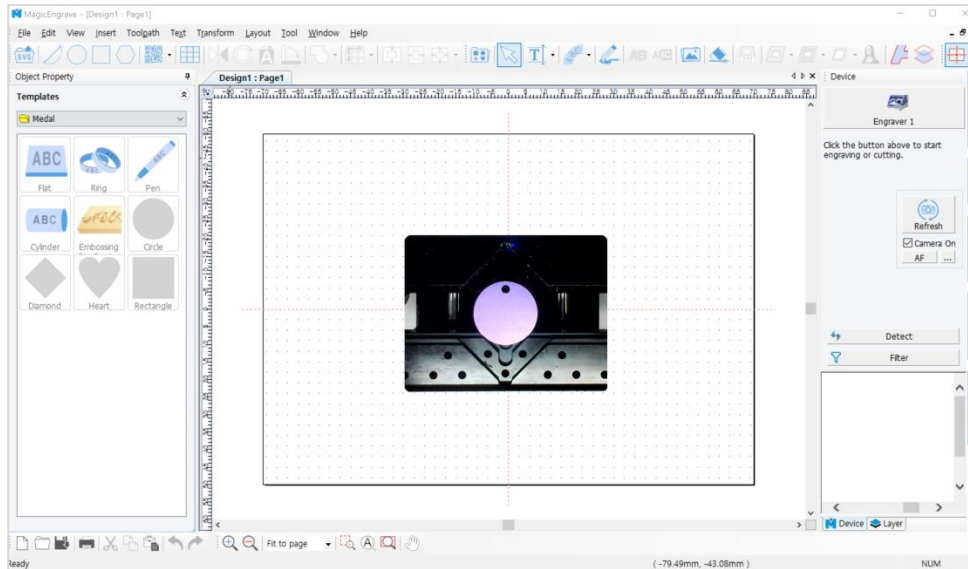 MagicEngrave - [Design1 : Page1]
File Edit View Insert Toolpath Text Transform Layout Tool Window Help
Object Property
Design1 : Page1
Device
Templates
Medal
Engraver 1
Click the button above to start
engraving or cutting.
ABC
Flat
Ring
Pen
ABC
Cylinder
Embossing
Circle
Refresh
Camera On
AF ...
Diamond
Heart
Rectangle
Detect
Filter
Device Layer
Fit to page
Ready
( -79.49mm, -43.08mm )
NUM